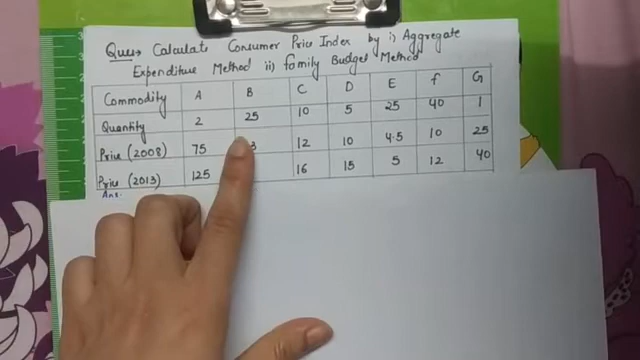 Ques→ Calculate Consumer Price Index by i) Aggregate
Expenditure Method ii) family Budget Method
Commodity A B C D E f G
Quantity 2 25 10 5 25 40 1
Price (2008) 75 3 12 10 4.5 10 25
Price (2013) 125 16 15 5 12 40
Ans.